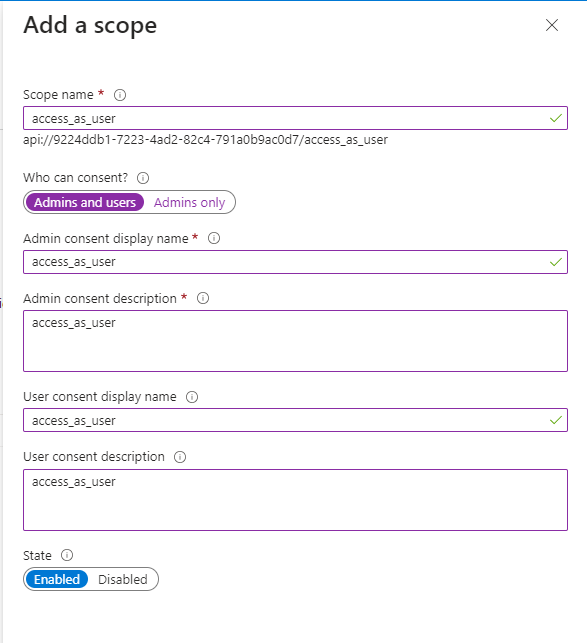 Add a scope
Scope name *
access_as_user
api://9224ddb1-7223-4ad2-82c4-791a0b9ac0d7/access_as_user
Who can consent?
Admins and users Admins only
Admin consent display name *
access_as_user
Admin consent description *
access_as_user
User consent display name
access_as_user
User consent description
access_as_user
State
Enabled Disabled